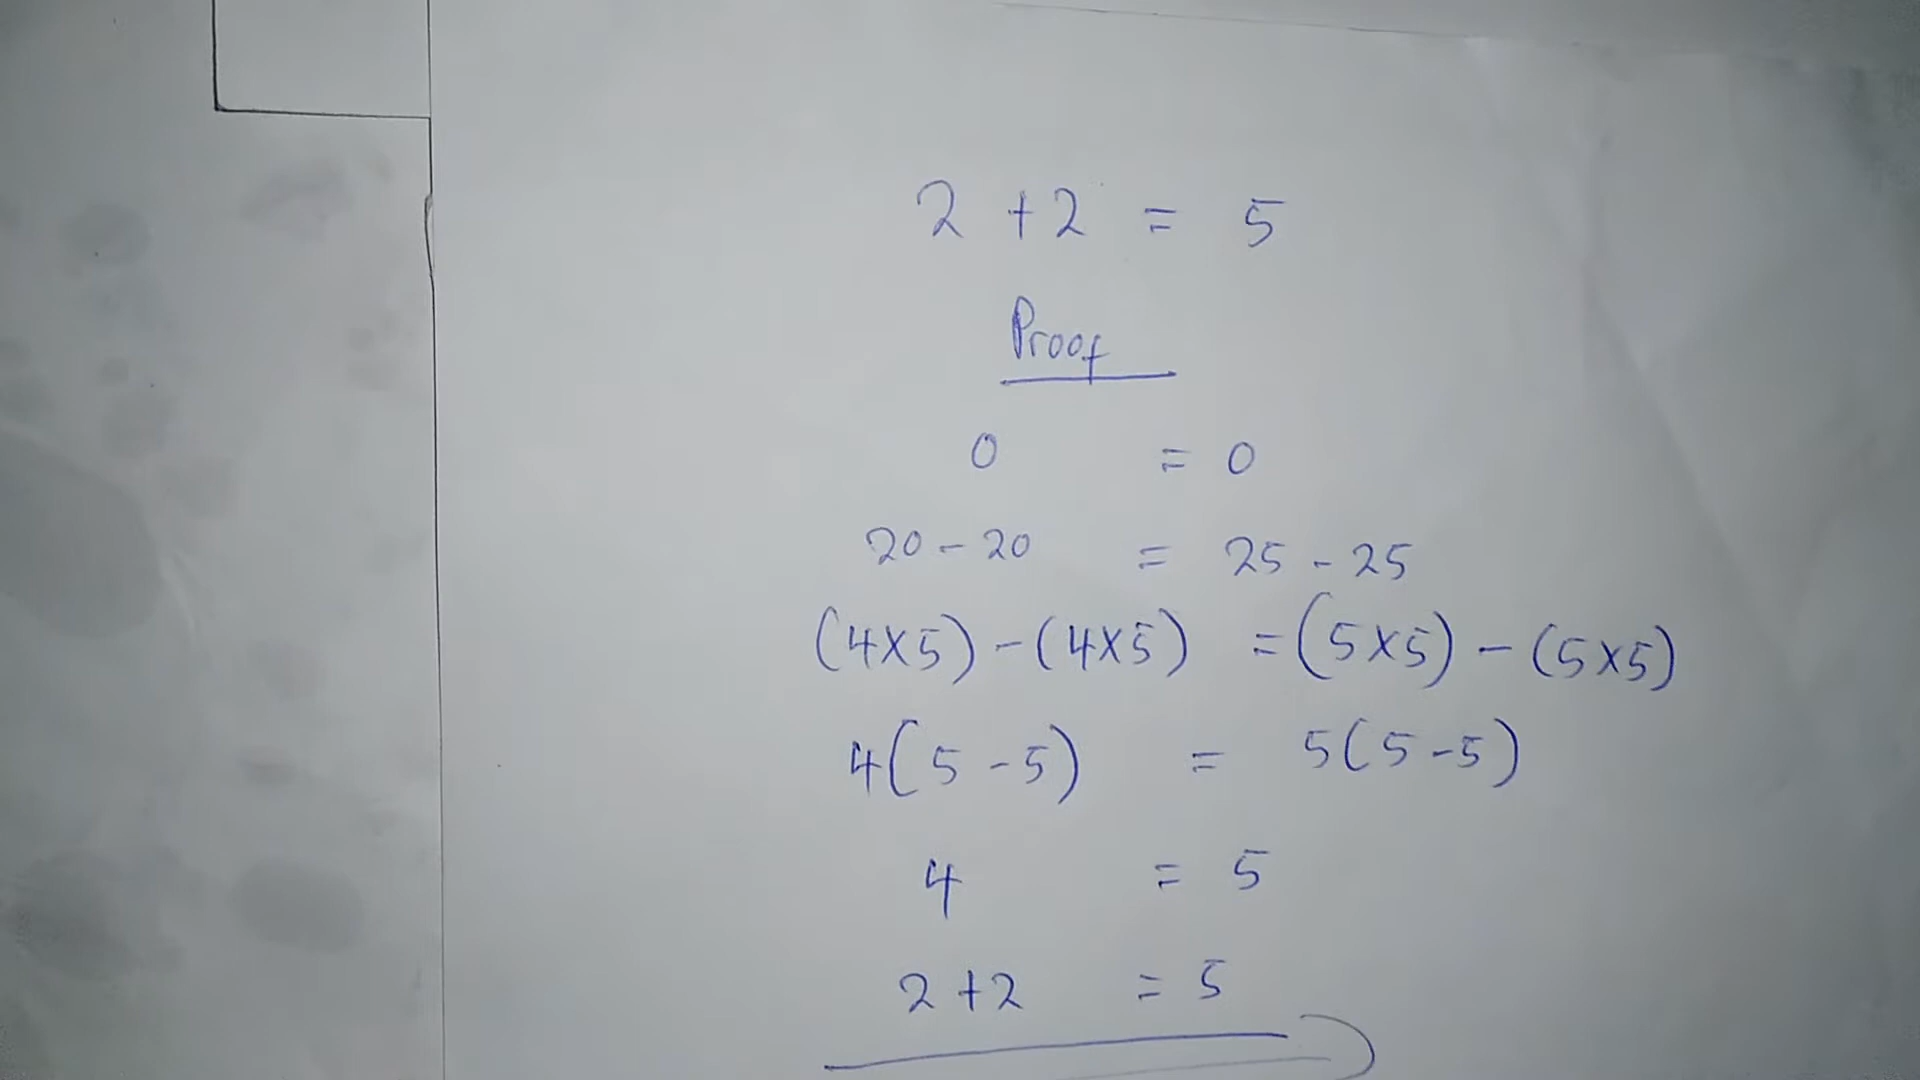 2 + 2 = 5
Proof
0 = 0
20 - 20 = 25 - 25
(4x5) - (4x5) = (5x5) - (5x5)
4(5 - 5) = 5(5 - 5)
4 = 5
2 + 2 = 5